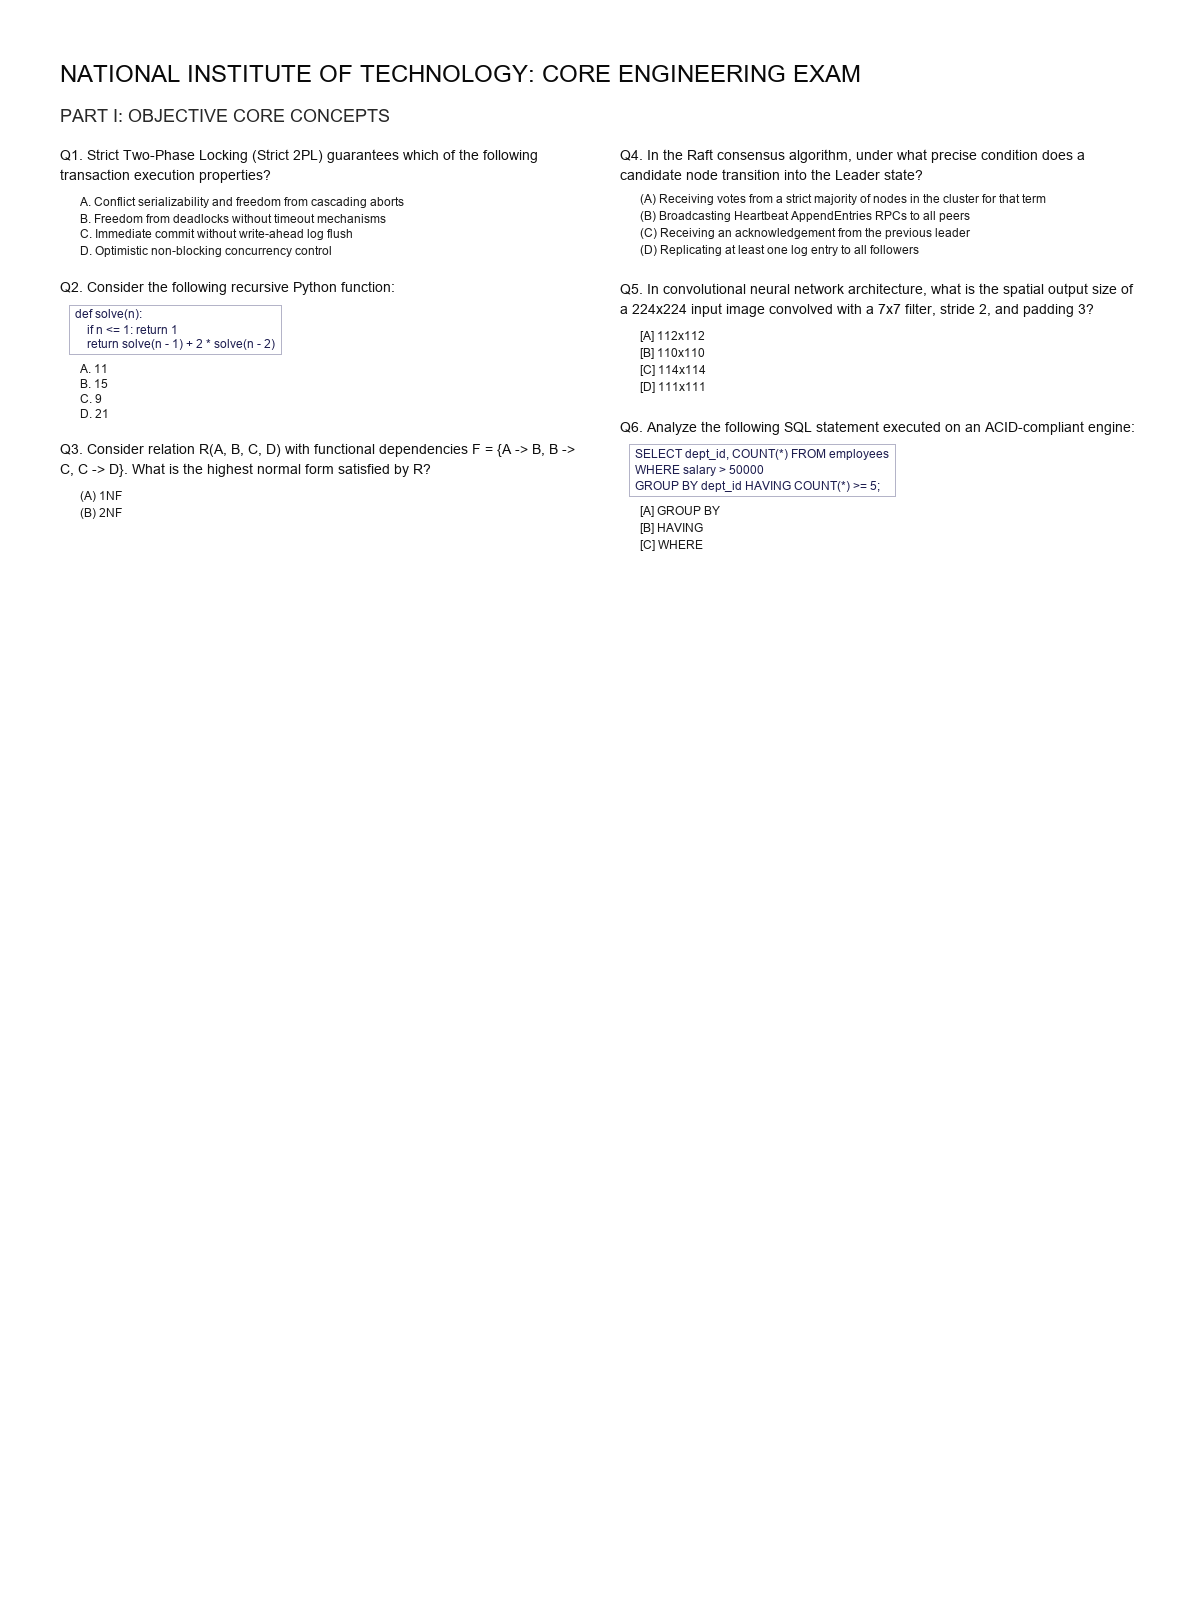 NATIONAL INSTITUTE OF TECHNOLOGY: CORE ENGINEERING EXAM
PART I: OBJECTIVE CORE CONCEPTS
Q1. Strict Two-Phase Locking (Strict 2PL) guarantees which of the following
transaction execution properties?
A. Conflict serializability and freedom from cascading aborts
B. Freedom from deadlocks without timeout mechanisms
C. Immediate commit without write-ahead log flush
D. Optimistic non-blocking concurrency control
Q2. Consider the following recursive Python function:
def solve(n):
    if n <= 1: return 1
    return solve(n - 1) + 2 * solve(n - 2)
A. 11
B. 15
C. 9
D. 21
Q3. Consider relation R(A, B, C, D) with functional dependencies F = {A -> B, B ->
C, C -> D}. What is the highest normal form satisfied by R?
(A) 1NF
(B) 2NF
Q4. In the Raft consensus algorithm, under what precise condition does a
candidate node transition into the Leader state?
(A) Receiving votes from a strict majority of nodes in the cluster for that term
(B) Broadcasting Heartbeat AppendEntries RPCs to all peers
(C) Receiving an acknowledgement from the previous leader
(D) Replicating at least one log entry to all followers
Q5. In convolutional neural network architecture, what is the spatial output size of
a 224x224 input image convolved with a 7x7 filter, stride 2, and padding 3?
[A] 112x112
[B] 110x110
[C] 114x114
[D] 111x111
Q6. Analyze the following SQL statement executed on an ACID-compliant engine:
SELECT dept_id, COUNT(*) FROM employees
WHERE salary > 50000
GROUP BY dept_id HAVING COUNT(*) >= 5;
[A] GROUP BY
[B] HAVING
[C] WHERE